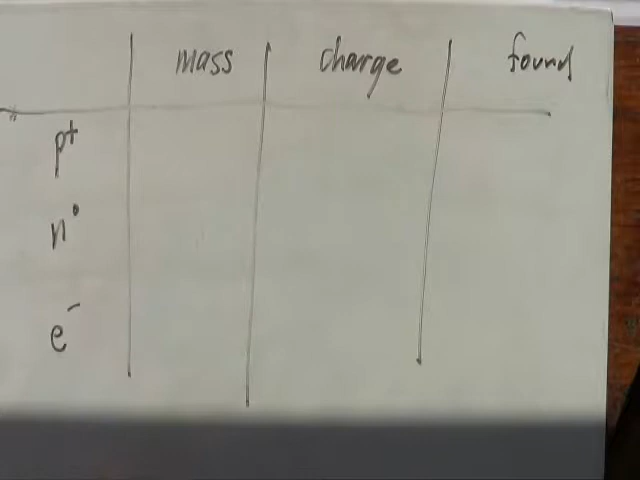 mass charge found
p⁺
n°
e⁻